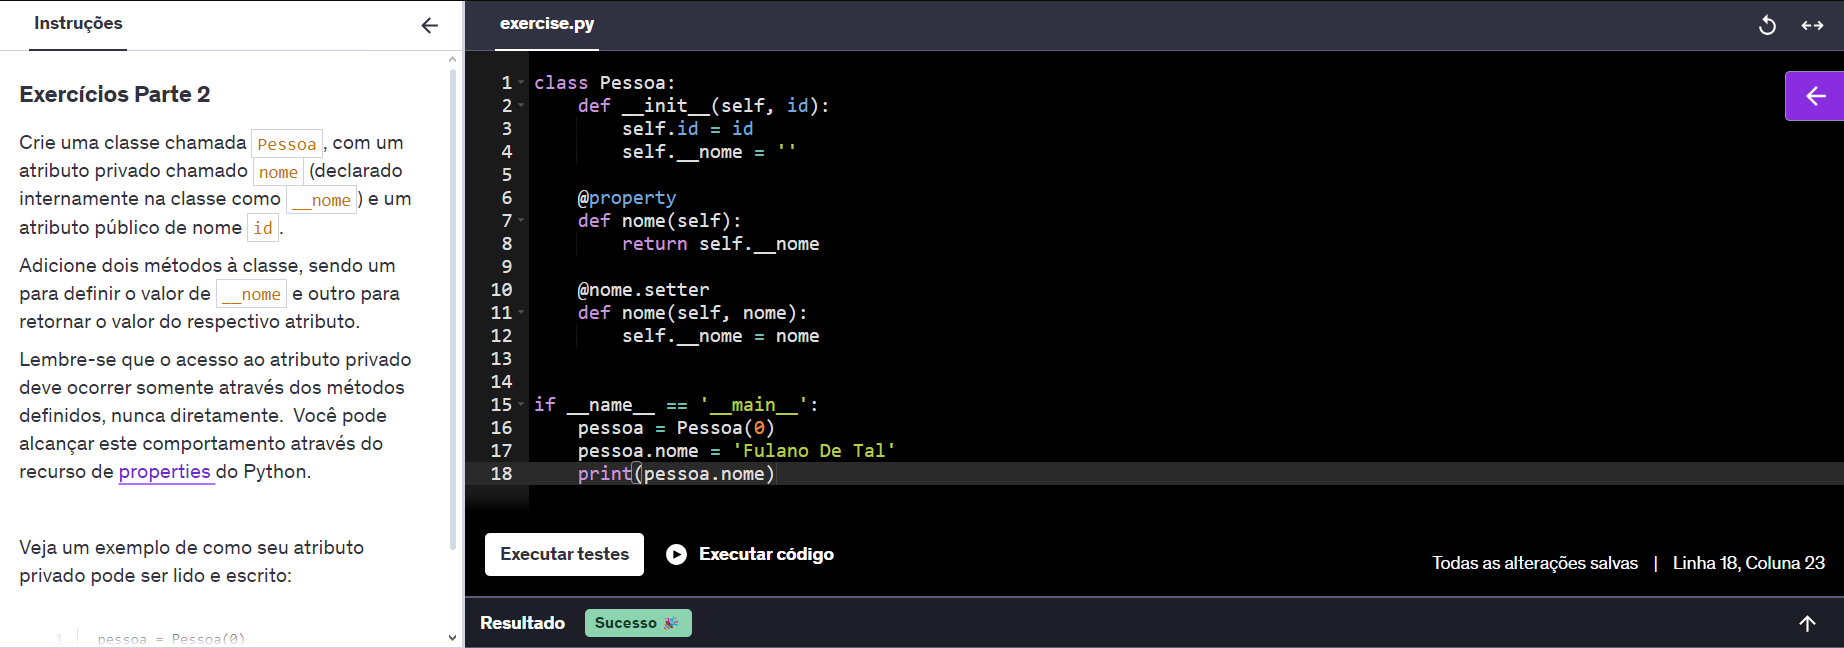 Instruções
Exercícios Parte 2
Crie uma classe chamada Pessoa, com um
atributo privado chamado nome (declarado
internamente na classe como __nome) e um
atributo público de nome id.
Adicione dois métodos à classe, sendo um
para definir o valor de __nome e outro para
retornar o valor do respectivo atributo.
Lembre-se que o acesso ao atributo privado
deve ocorrer somente através dos métodos
definidos, nunca diretamente. Você pode
alcançar este comportamento através do
recurso de properties do Python.
Veja um exemplo de como seu atributo
privado pode ser lido e escrito:
1 pessoa = Pessoa(0)
exercise.py
1 class Pessoa:
2     def __init__(self, id):
3         self.id = id
4         self.__nome = ''
5
6     @property
7     def nome(self):
8         return self.__nome
9
10     @nome.setter
11     def nome(self, nome):
12         self.__nome = nome
13
14
15 if __name__ == '__main__':
16     pessoa = Pessoa(0)
17     pessoa.nome = 'Fulano De Tal'
18     print(pessoa.nome)
Executar testes Executar código
Todas as alterações salvas | Linha 18, Coluna 23
Resultado Sucesso 🎉